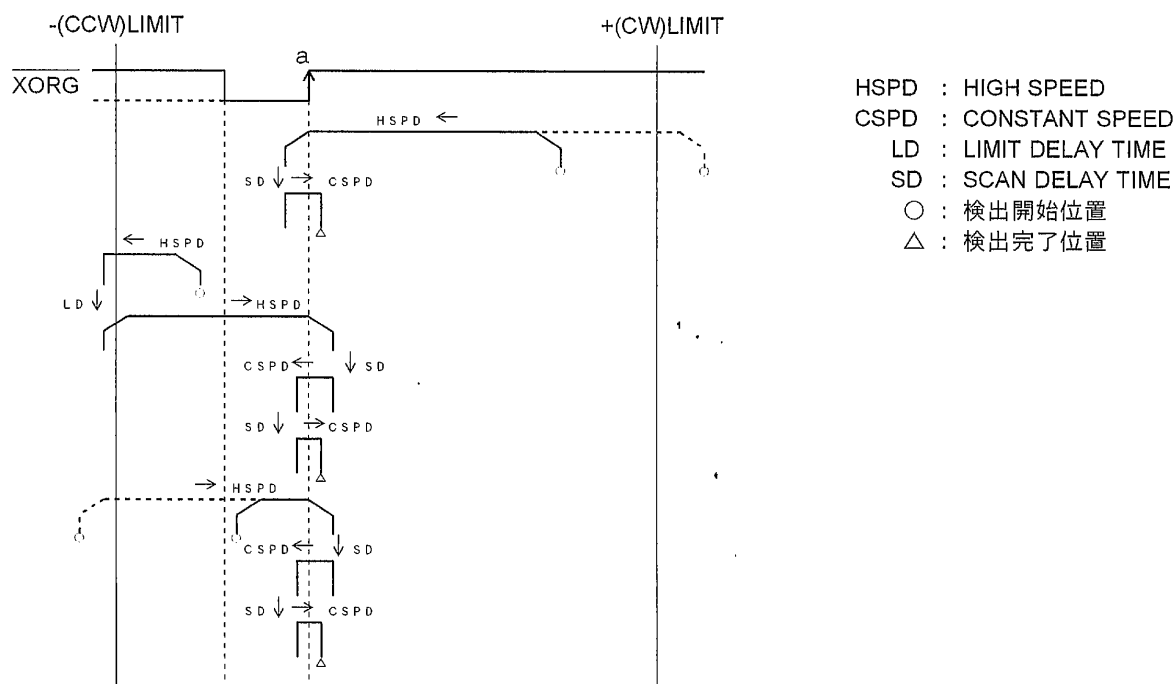 -(CCW)LIMIT
+(CW)LIMIT
a
XORG
HSPD ←
SD ↓ → CSPD
← HSPD
LD ↓
→ HSPD
CSPD ← ↓ SD
SD ↓ → CSPD
→ HSPD
CSPD ← ↓ SD
SD ↓ → CSPD
HSPD : HIGH SPEED
CSPD : CONSTANT SPEED
LD : LIMIT DELAY TIME
SD : SCAN DELAY TIME
○ : 検出開始位置
△ : 検出完了位置